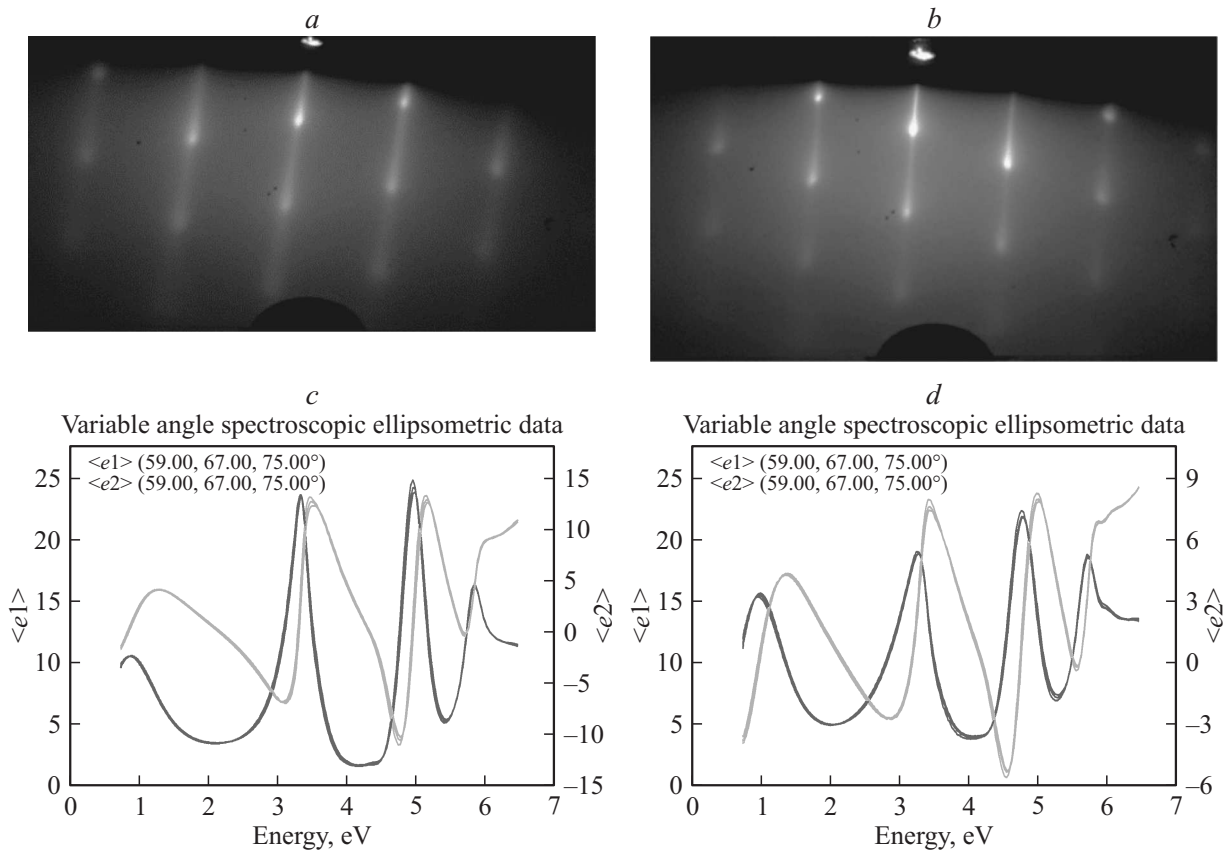 a
b
c
d
Variable angle spectroscopic ellipsometric data
Variable angle spectroscopic ellipsometric data
<e1> (59.00, 67.00, 75.00°)
<e2> (59.00, 67.00, 75.00°)
25
20
15
10
5
0
<e1>
15
10
5
0
–5
–10
–15
<e2>
0 1 2 3 4 5 6 7
Energy, eV
<e1> (59.00, 67.00, 75.00°)
<e2> (59.00, 67.00, 75.00°)
25
20
15
10
5
0
<e1>
9
6
3
0
–3
–6
<e2>
0 1 2 3 4 5 6 7
Energy, eV